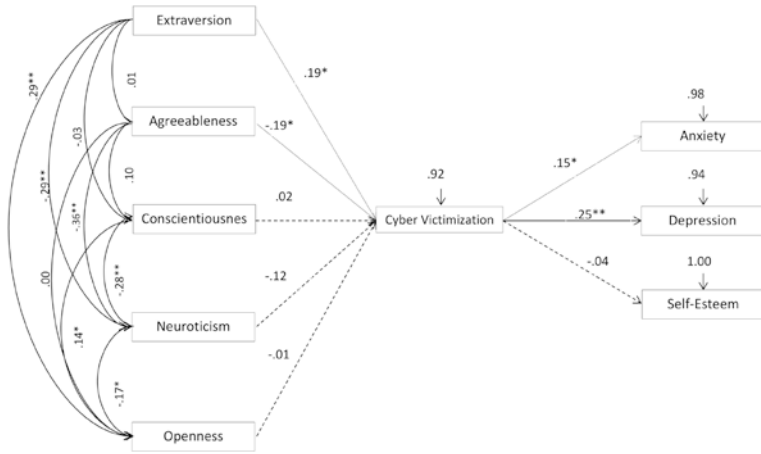 Extraversion
.29**
.01
.19*
-.29**
-.03
Agreeableness
-.19*
.98
Anxiety
.10
.15*
.92
.94
-.36**
Conscientiousnes
.02
Cyber Victimization
.25**
Depression
.00
-.28**
-.12
-.04
1.00
Self-Esteem
.14*
Neuroticism
-.01
-.17*
Openness